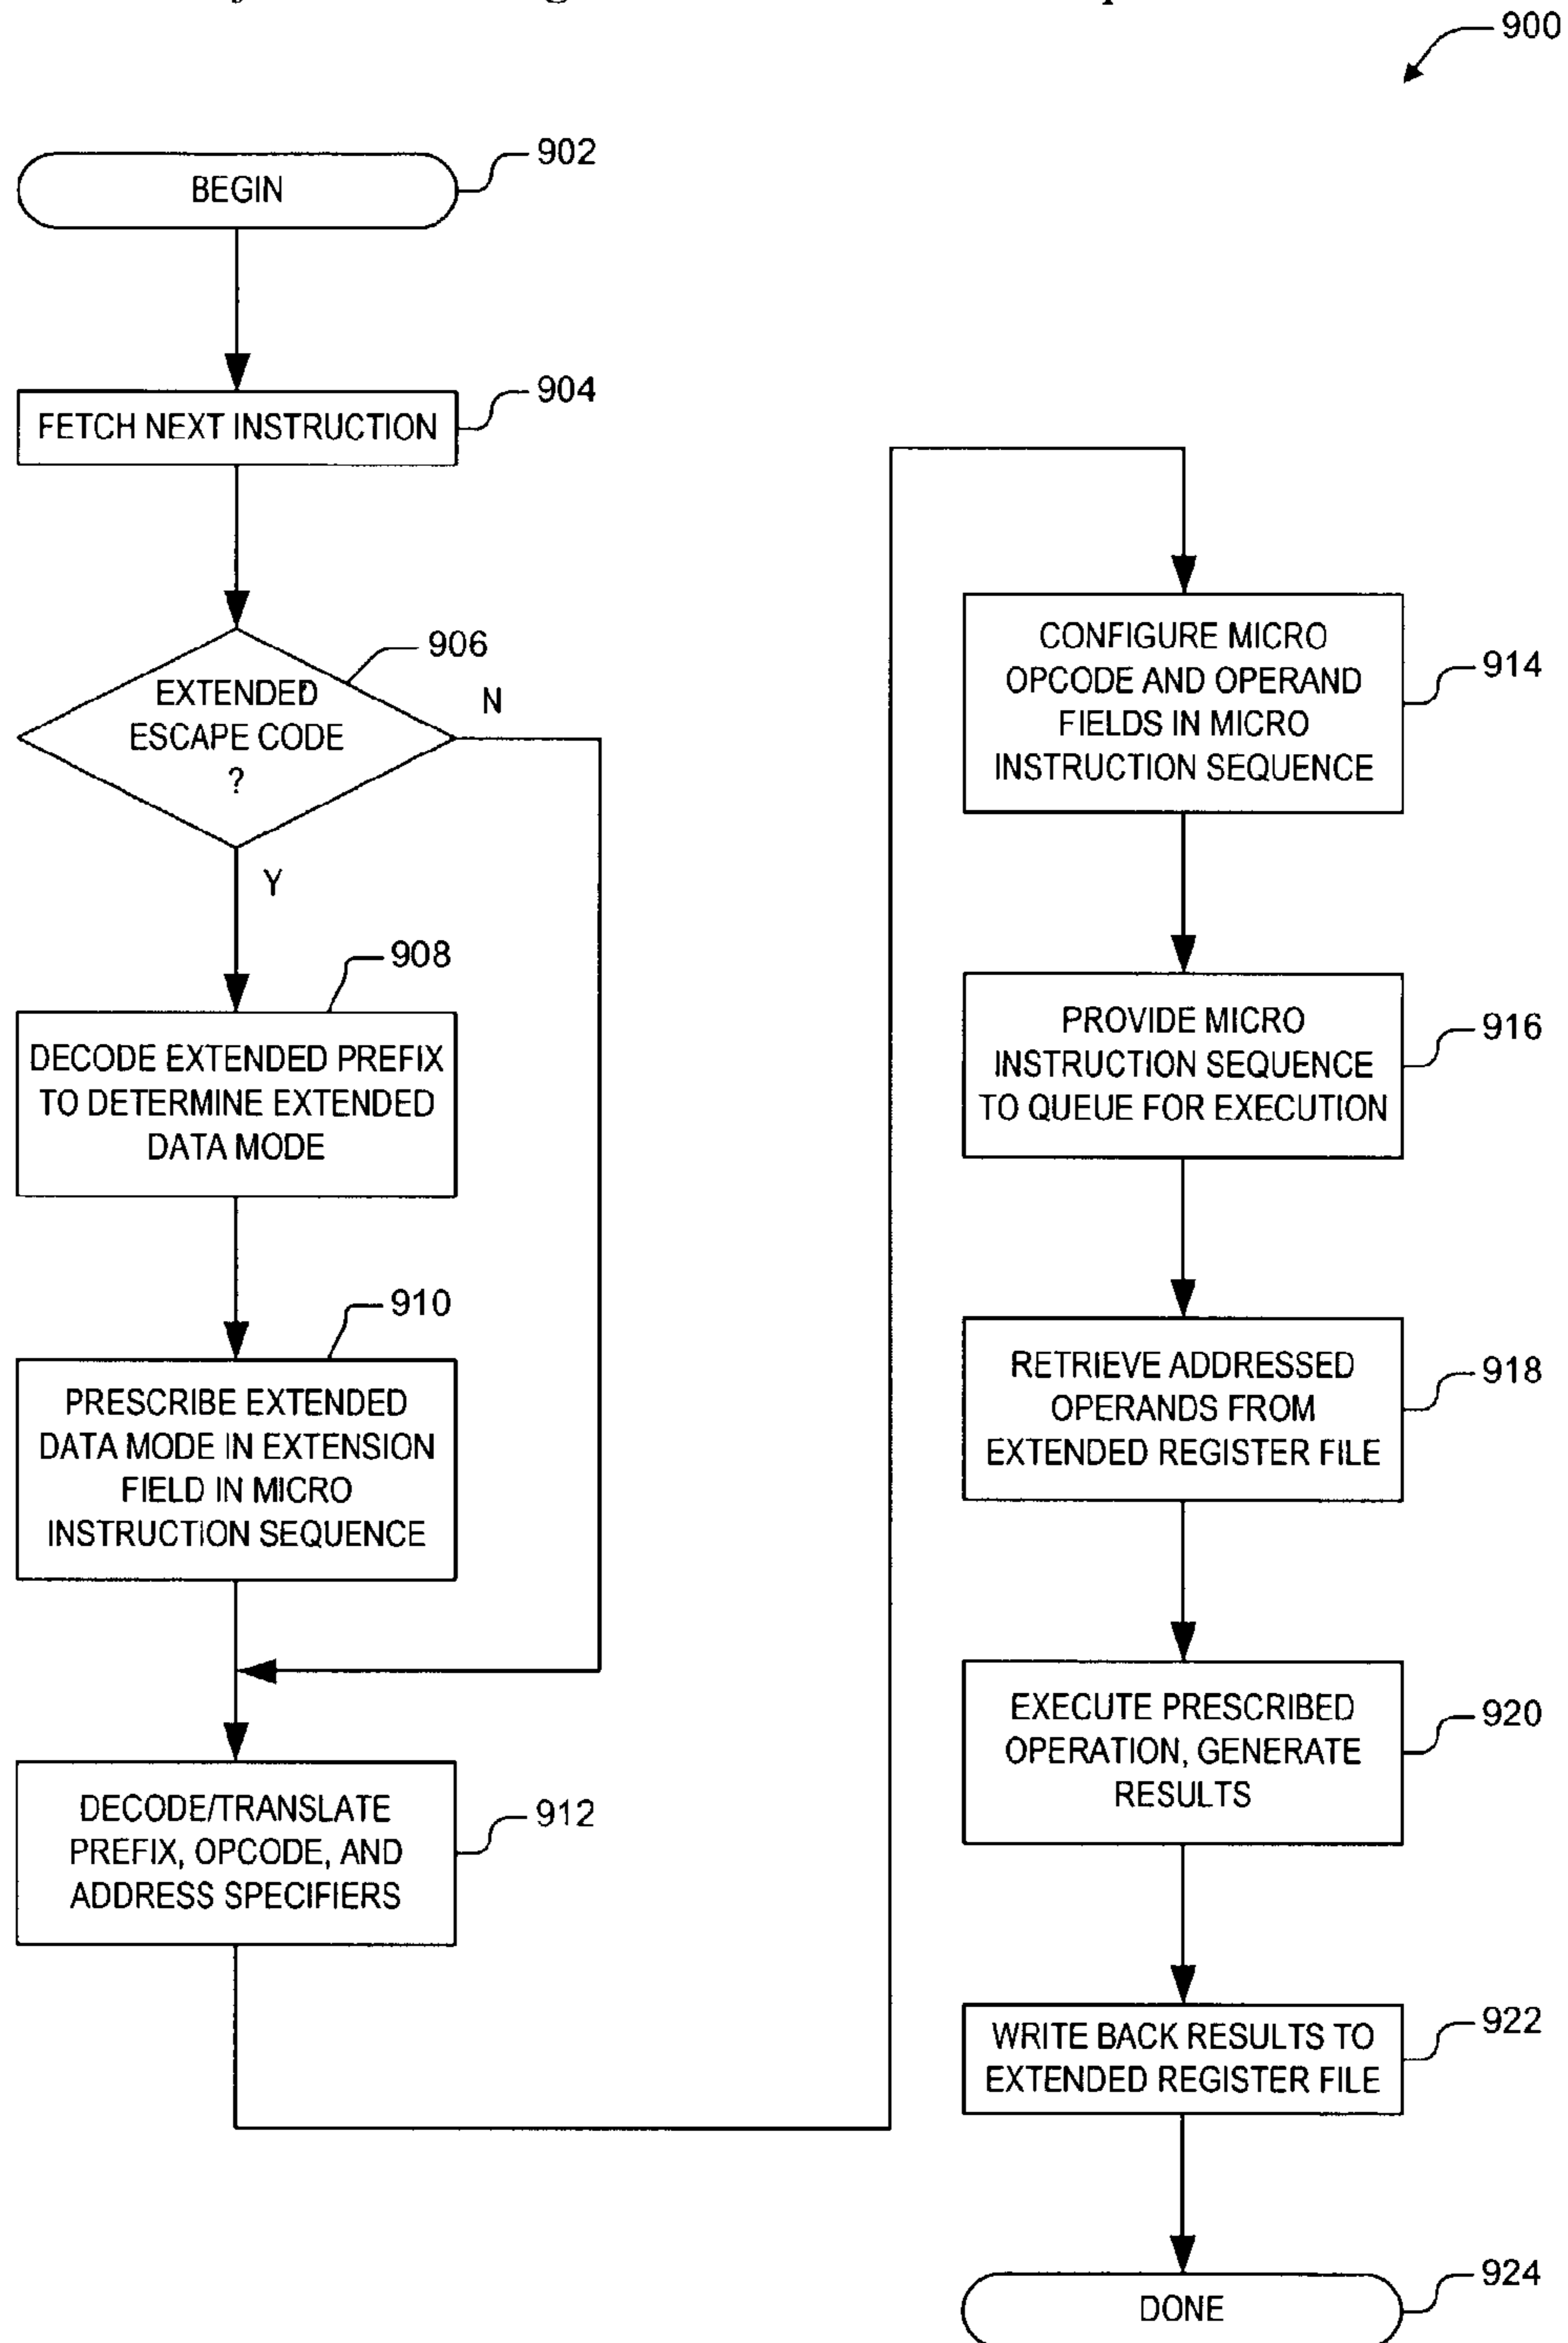 900
BEGIN
902
FETCH NEXT INSTRUCTION
904
EXTENDED
ESCAPE CODE
?
906
N
Y
908
DECODE EXTENDED PREFIX
TO DETERMINE EXTENDED
DATA MODE
910
PRESCRIBE EXTENDED
DATA MODE IN EXTENSION
FIELD IN MICRO
INSTRUCTION SEQUENCE
DECODE/TRANSLATE
PREFIX, OPCODE, AND
ADDRESS SPECIFIERS
912
CONFIGURE MICRO
OPCODE AND OPERAND
FIELDS IN MICRO
INSTRUCTION SEQUENCE
914
PROVIDE MICRO
INSTRUCTION SEQUENCE
TO QUEUE FOR EXECUTION
916
RETRIEVE ADDRESSED
OPERANDS FROM
EXTENDED REGISTER FILE
918
EXECUTE PRESCRIBED
OPERATION, GENERATE
RESULTS
920
WRITE BACK RESULTS TO
EXTENDED REGISTER FILE
922
DONE
924